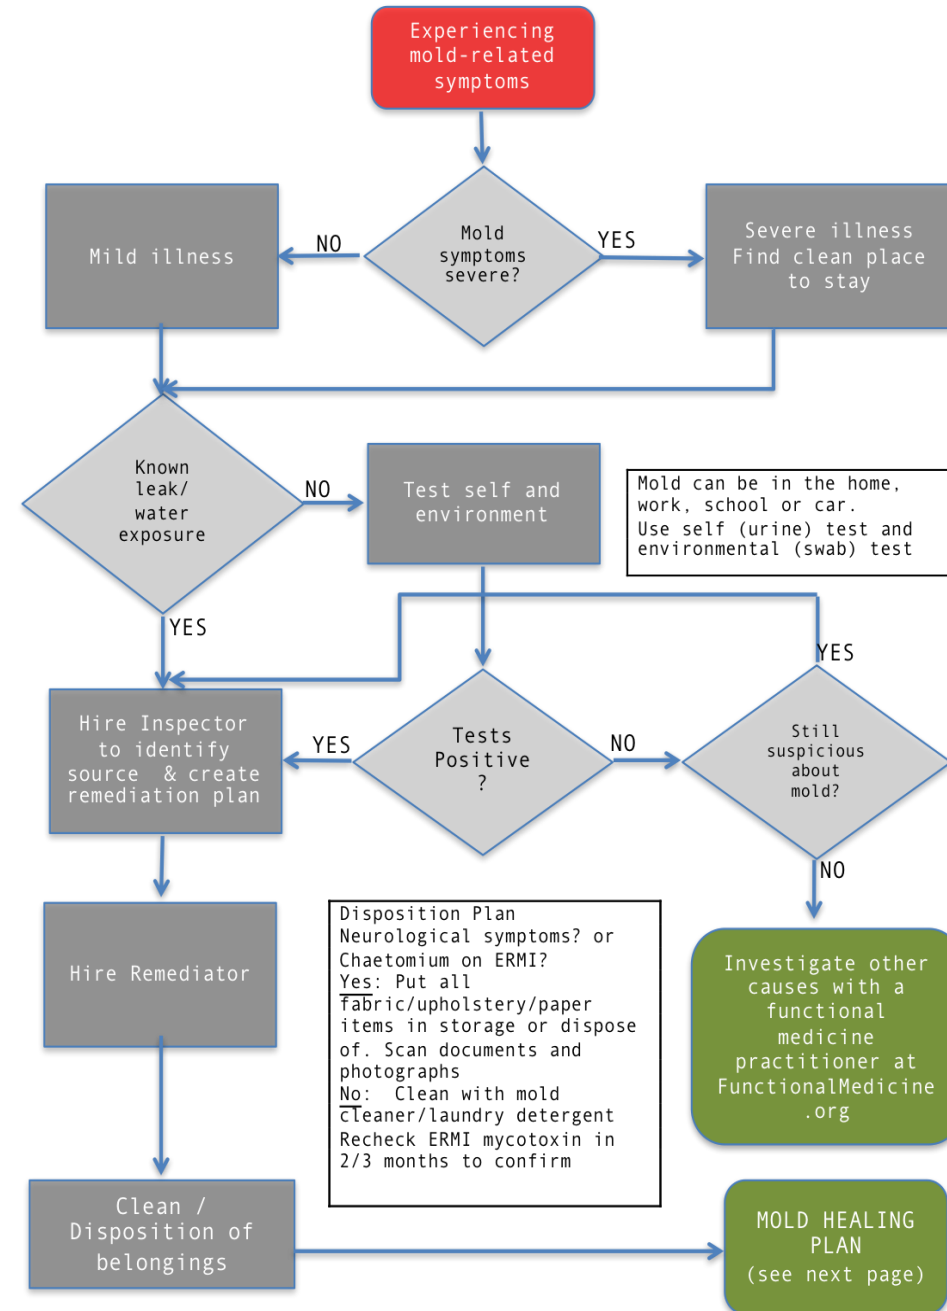 Experiencing
mold-related
symptoms
Mold
symptoms
severe?
NO
YES
Mild illness
Severe illness
Find clean place
to stay
Known
leak/
water
exposure
NO
YES
Test self and
environment
Mold can be in the home,
work, school or car.
Use self (urine) test and
environmental (swab) test
Hire Inspector
to identify
source & create
remediation plan
YES
Tests
Positive
?
NO
Still
suspicious
about
mold?
YES
NO
Hire Remediator
Disposition Plan
Neurological symptoms? or
Chaetomium on ERMI?
Yes: Put all
fabric/upholstery/paper
items in storage or dispose
of. Scan documents and
photographs
No: Clean with mold
cleaner/laundry detergent
Recheck ERMI mycotoxin in
2/3 months to confirm
Investigate other
causes with a
functional
medicine
practitioner at
FunctionalMedicine
.org
Clean /
Disposition of
belongings
MOLD HEALING
PLAN
(see next page)